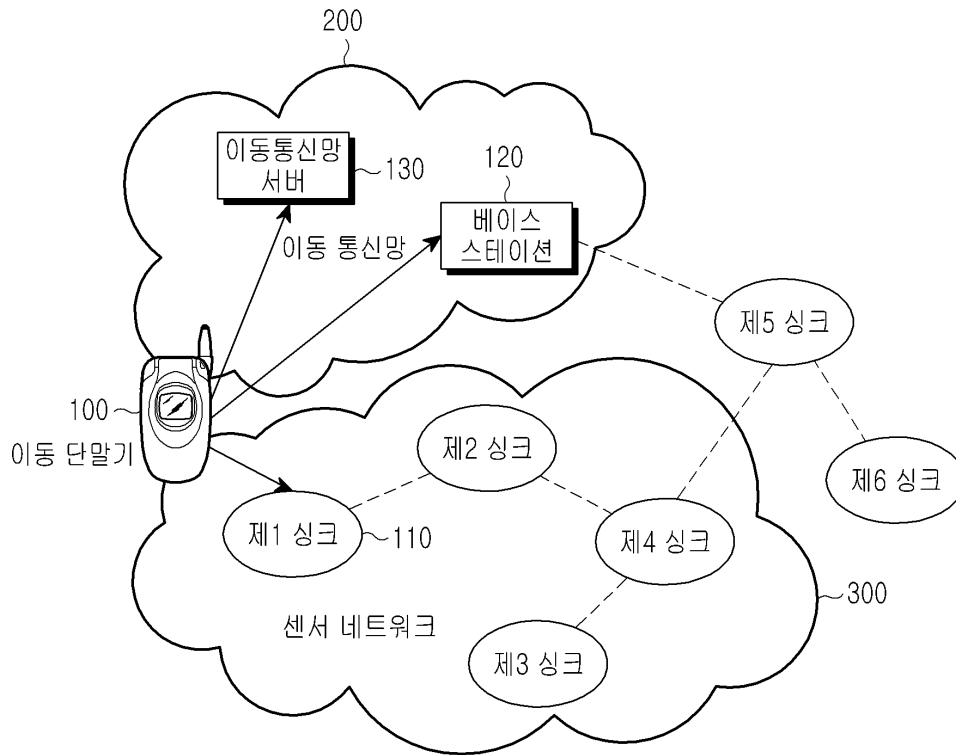 200
이동통신망
서버
130
120
베이스
스테이션
이동 통신망
제5 싱크
100
이동 단말기
제2 싱크
제6 싱크
제1 싱크
110
제4 싱크
300
센서 네트워크
제3 싱크